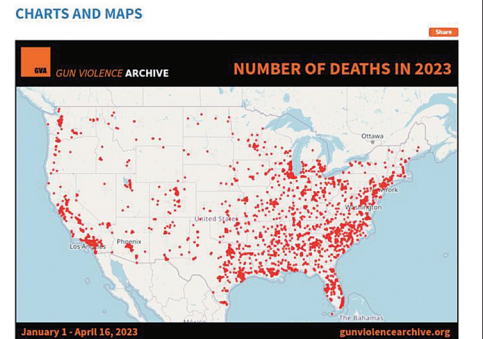 CHARTS AND MAPS
Share
GVA
GUN VIOLENCE ARCHIVE
NUMBER OF DEATHS IN 2023
Ottawa
York
Washington
United States
Los Angeles
Phoenix
México
The Bahamas
January 1 - April 16, 2023
gunviolencearchive.org